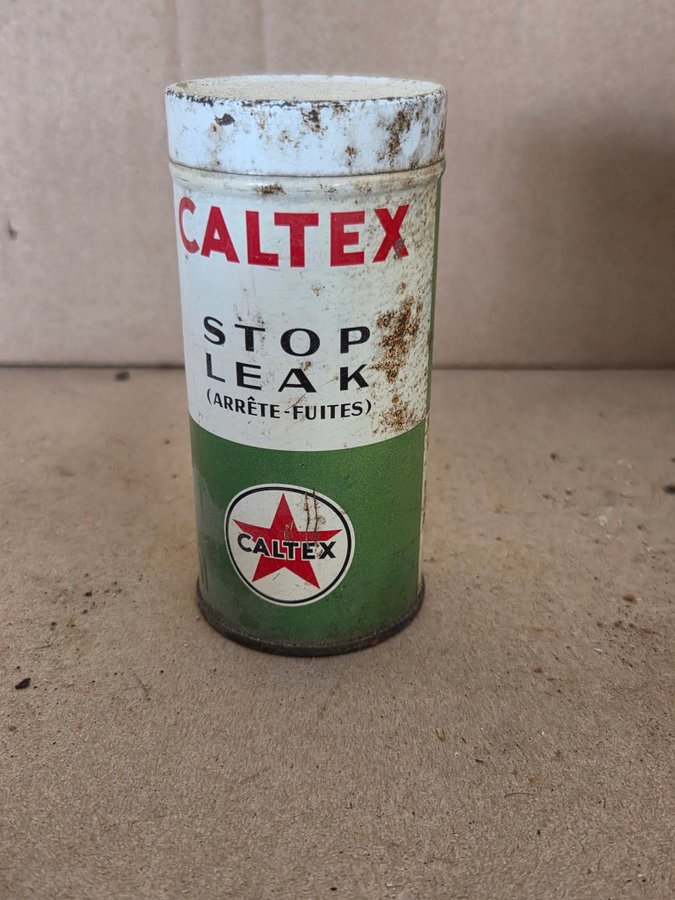 CALTEX
STOP
LEAK
(ARRÊTE-FUITES)
CALTEX